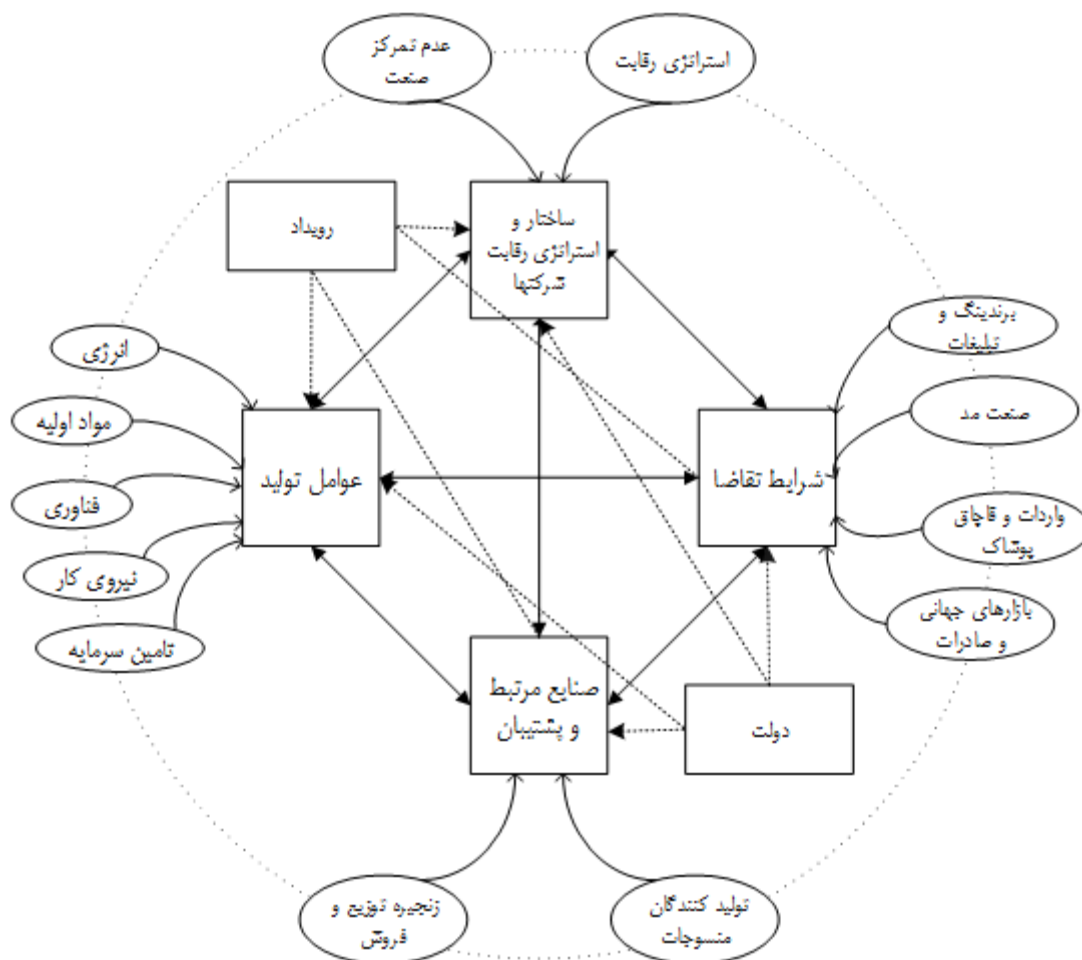 استراتژی رقابت
عدم تمرکز
صنعت
رویداد
ساختار و
استراتژی رقابت
شرکتها
برندینگ و
تبلیغات
صنعت مد
واردات و قاچاق
پوشاک
بازارهای جهانی
و صادرات
شرایط تقاضا
عوامل تولید
انرژی
مواد اولیه
فناوری
نیروی کار
تامین سرمایه
صنایع مرتبط
و پشتیبان
دولت
تولید کنندگان
منسوجات
زنجیره توزیع و
فروش